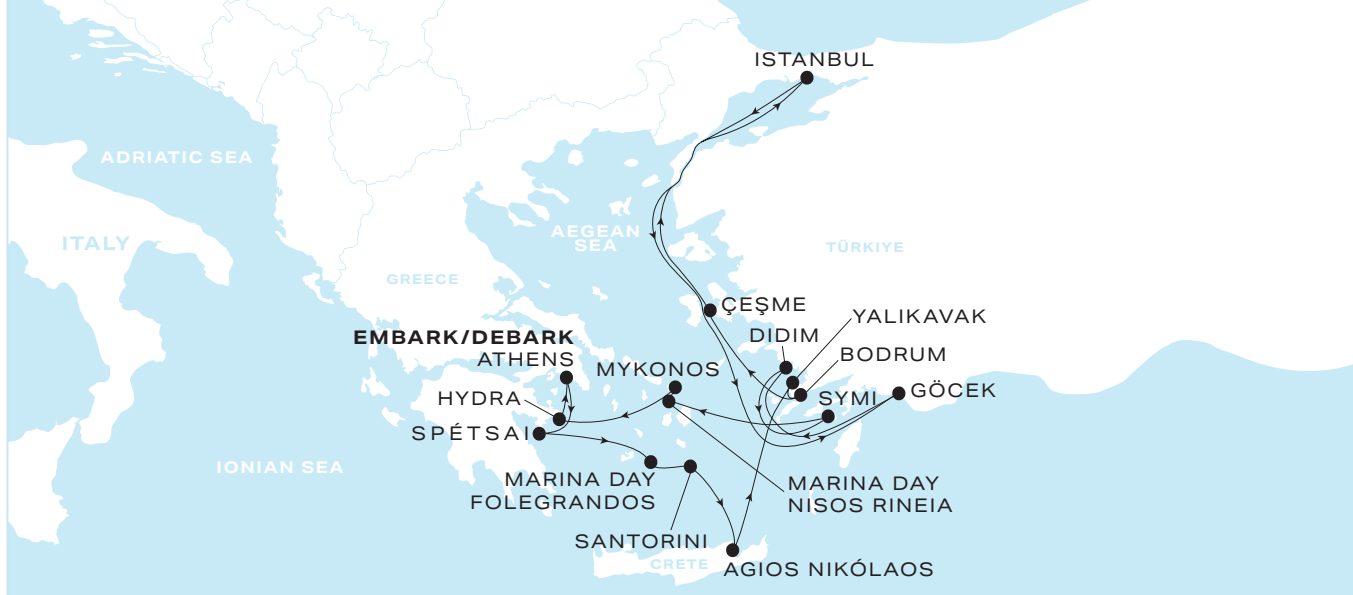 ISTANBUL
ADRIATIC SEA
AEGEAN
SEA
ITALY
TÜRKIYE
GREECE
ÇEŞME
YALIKAVAK
DIDIM
EMBARK/DEBARK
ATHENS
BODRUM
MYKONOS
GÖCEK
HYDRA
SYMI
SPÉTSAI
IONIAN SEA
MARINA DAY
FOLEGRANDOS
MARINA DAY
NISOS RINEIA
SANTORINI
CRETE
AGIOS NIKÓLAOS